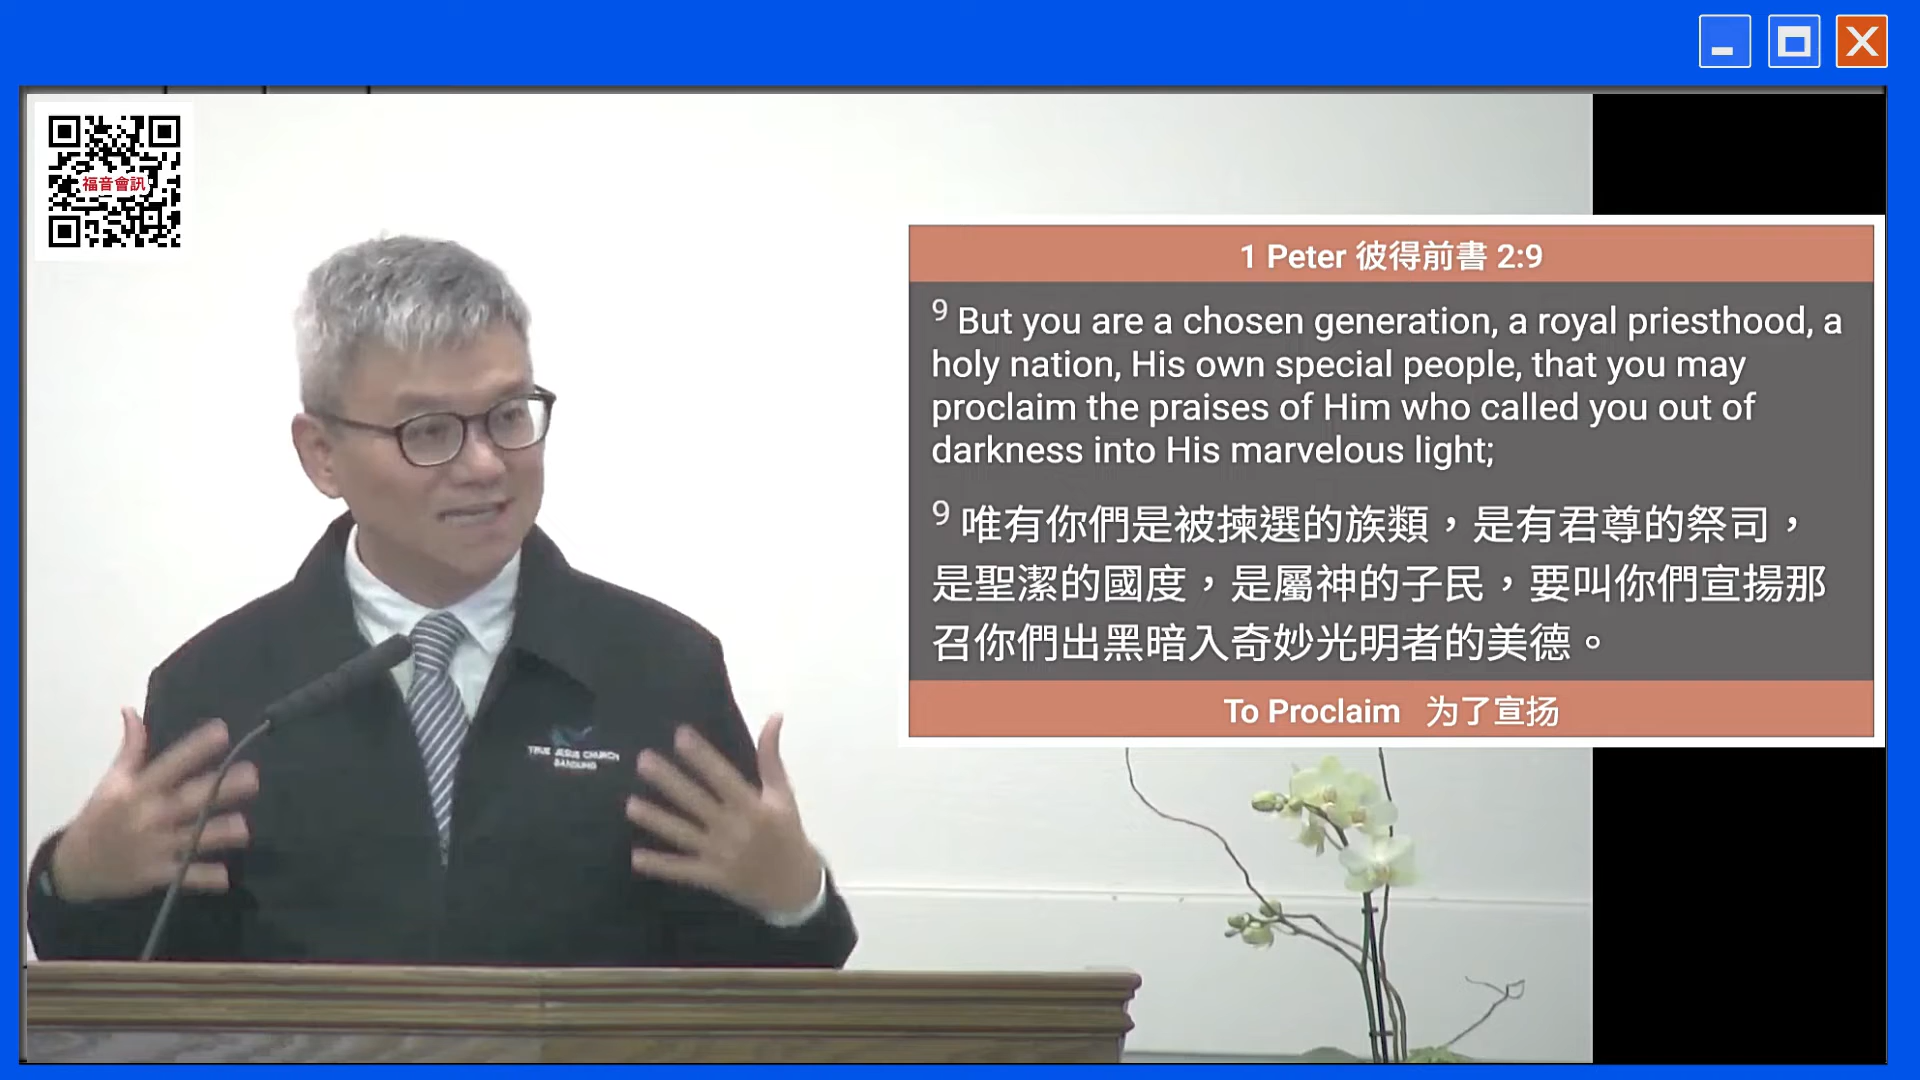 福音會訊
1 Peter 彼得前書 2:9
9 But you are a chosen generation, a royal priesthood, a
holy nation, His own special people, that you may
proclaim the praises of Him who called you out of
darkness into His marvelous light;
9 唯有你們是被揀選的族類，是有君尊的祭司，
是聖潔的國度，是屬神的子民，要叫你們宣揚那
召你們出黑暗入奇妙光明者的美德。
To Proclaim 为了宣扬
TRUE JESUS CHURCH
BANDUNG